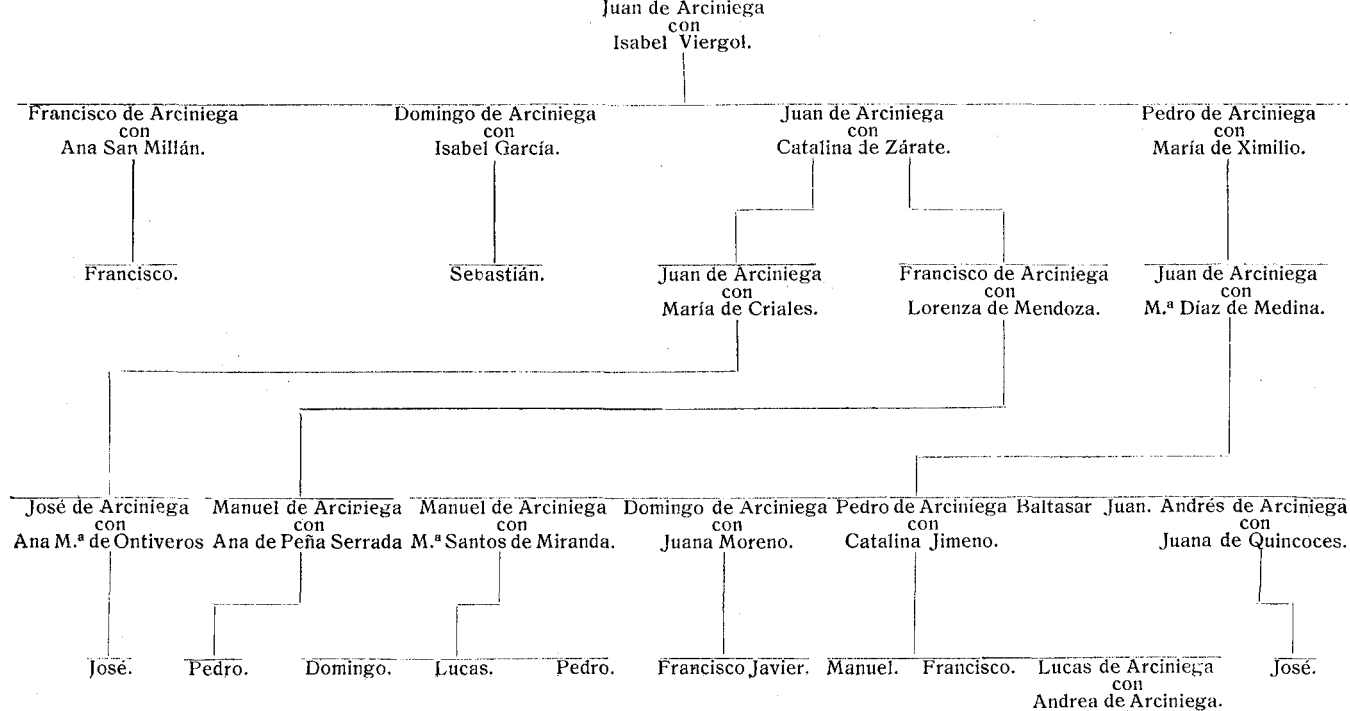 Juan de Arciniega
con
Isabel Viergol.
Francisco de Arciniega
con
Ana San Millán.
Domingo de Arciniega
con
Isabel García.
Juan de Arciniega
con
Catalina de Zárate.
Pedro de Arciniega
con
María de Ximilio.
Francisco.
Sebastián.
Juan de Arciniega
con
María de Criales.
Francisco de Arciniega
con
Lorenza de Mendoza.
Juan de Arciniega
con
M.ª Díaz de Medina.
José de Arciniega
con
Ana M.ª de Ontiveros
Manuel de Arciniega
con
Ana de Peña Serrada
Manuel de Arciniega
con
M.ª Santos de Miranda.
Domingo de Arciniega
con
Juana Moreno.
Pedro de Arciniega
con
Catalina Jimeno.
Baltasar
Juan.
Andrés de Arciniega
con
Juana de Quincoces.
José.
Pedro.
Domingo.
Lucas.
Pedro.
Francisco Javier.
Manuel.
Francisco.
Lucas de Arciniega
con
Andrea de Arciniega.
José.